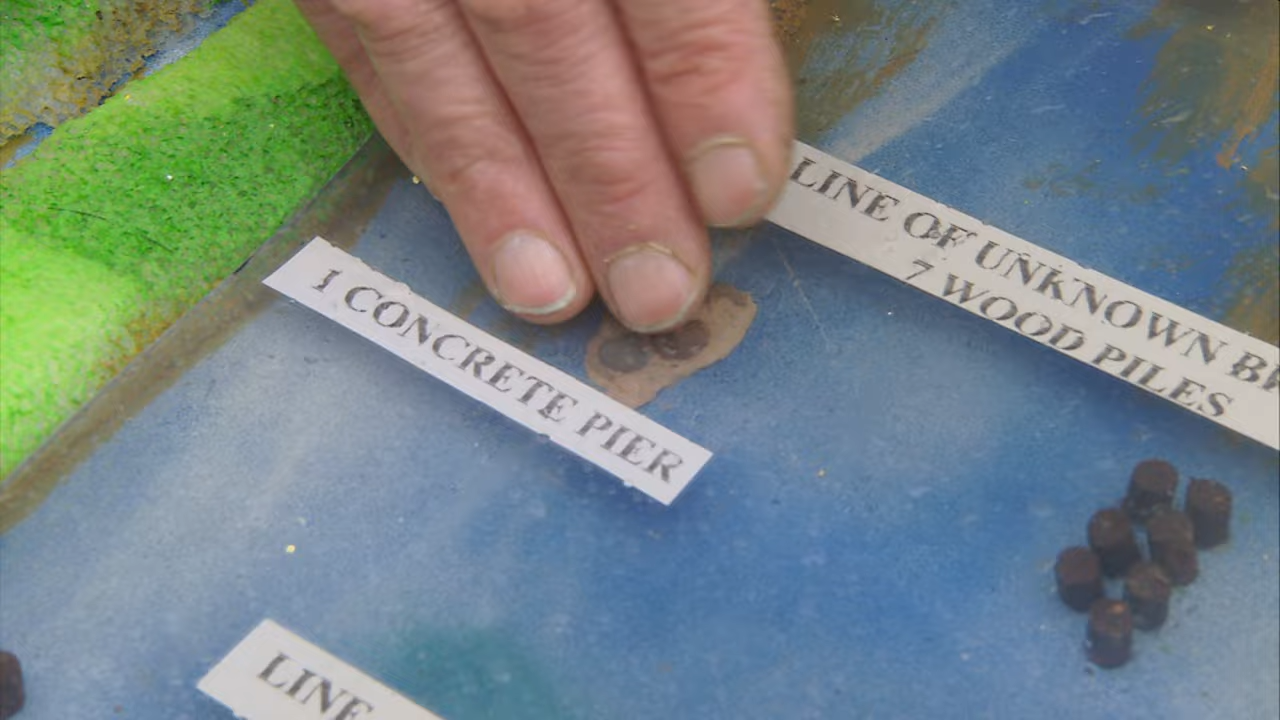 1 CONCRETE PIER
LINE OF UNKNOWN
7 WOOD PILES
LINE